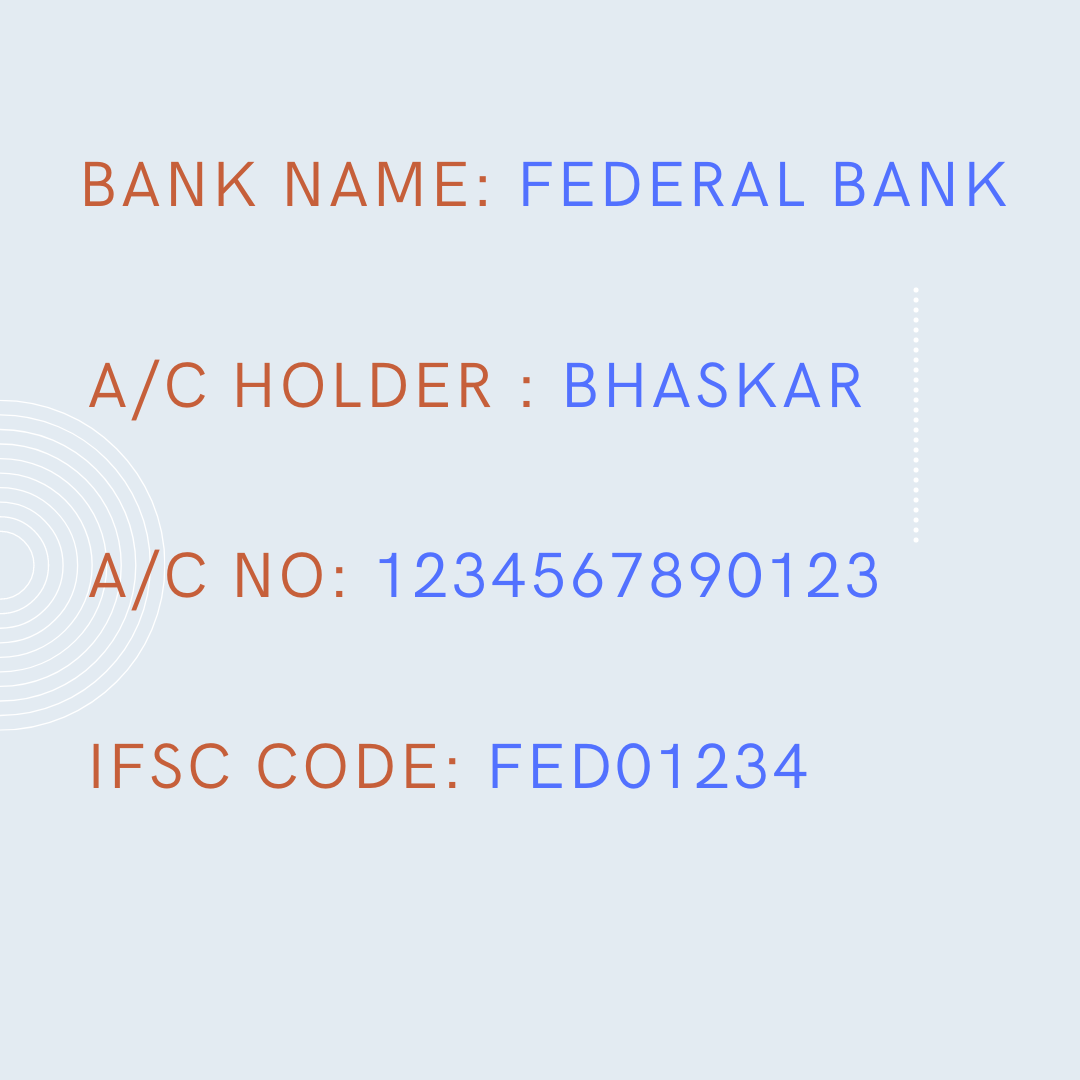 BANK NAME: FEDERAL BANK
A/C HOLDER : BHASKAR
A/C NO: 1234567890123
IFSC CODE: FED01234